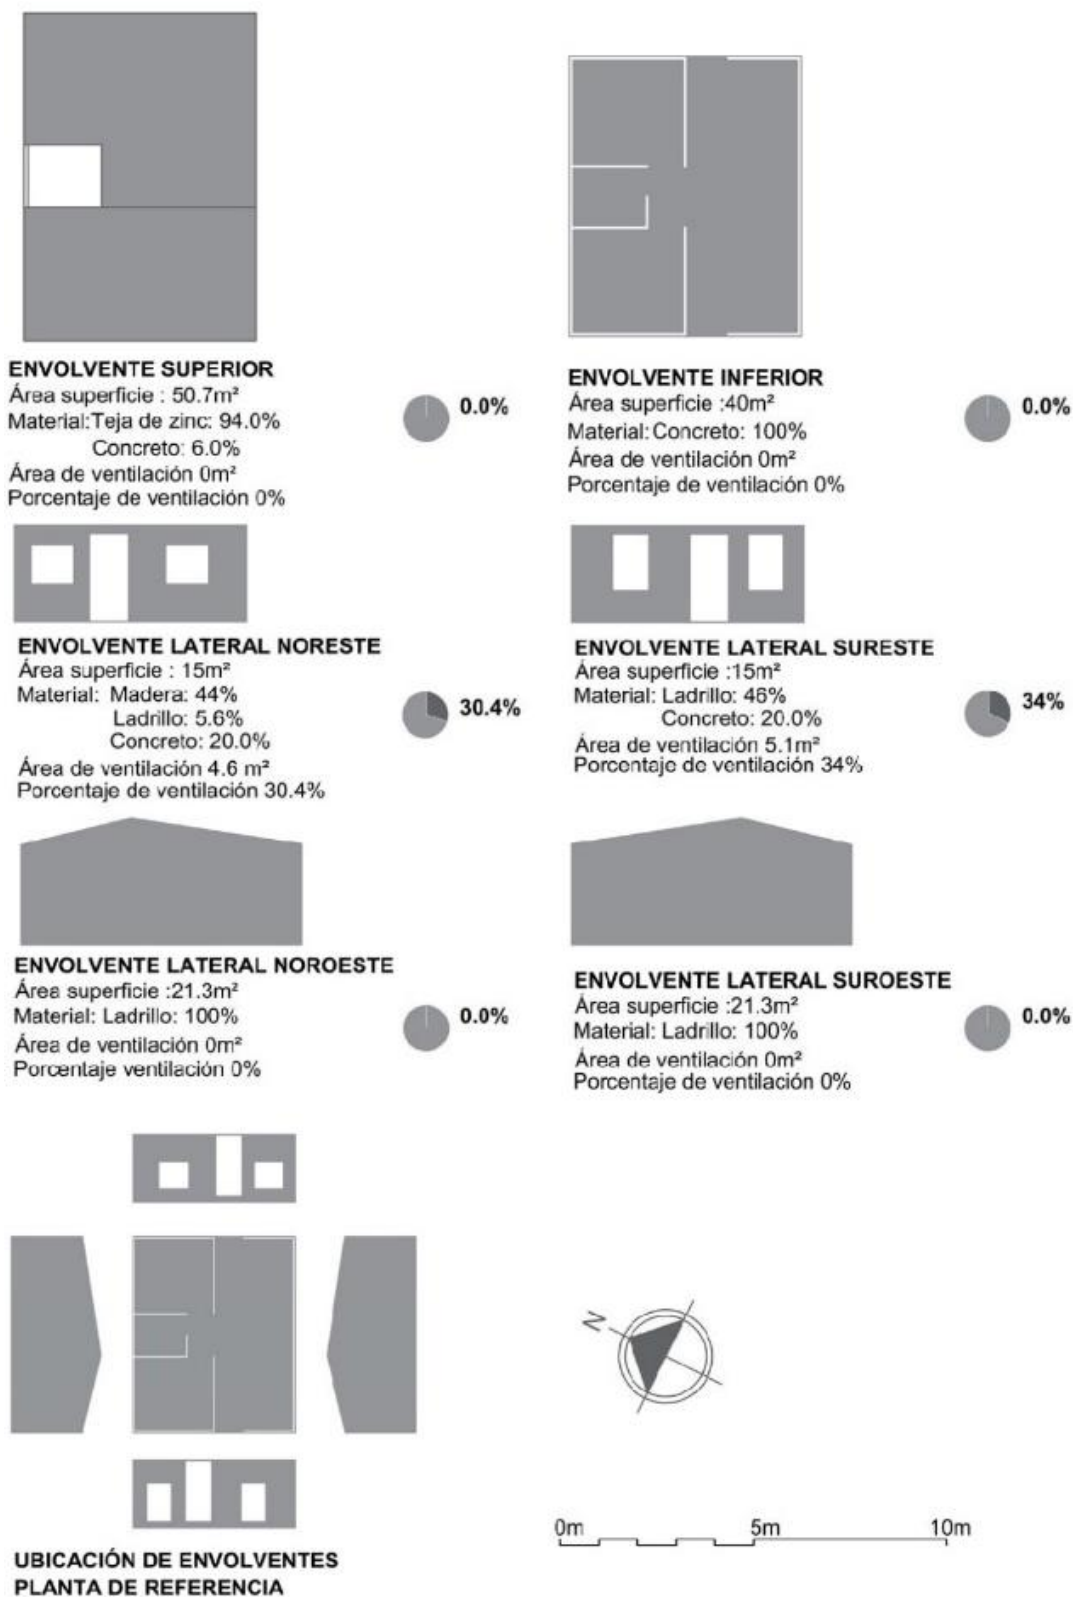 ENVOLVENTE SUPERIOR
Área superficie : 50.7m²
Material:Teja de zinc: 94.0%
Concreto: 6.0%
Área de ventilación 0m²
Porcentaje de ventilación 0%
0.0%
ENVOLVENTE INFERIOR
Área superficie :40m²
Material:Concreto: 100%
Área de ventilación 0m²
Porcentaje de ventilación 0%
0.0%
ENVOLVENTE LATERAL NORESTE
Área superficie : 15m²
Material: Madera: 44%
Ladrillo: 5.6%
Concreto: 20.0%
Área de ventilación 4.6 m²
Porcentaje de ventilación 30.4%
30.4%
ENVOLVENTE LATERAL SURESTE
Área superficie :15m²
Material: Ladrillo: 46%
Concreto: 20.0%
Área de ventilación 5.1m²
Porcentaje de ventilación 34%
34%
ENVOLVENTE LATERAL NOROESTE
Área superficie :21.3m²
Material: Ladrillo: 100%
Área de ventilación 0m²
Porcentaje ventilación 0%
0.0%
ENVOLVENTE LATERAL SUROESTE
Área superficie :21.3m²
Material: Ladrillo: 100%
Área de ventilación 0m²
Porcentaje de ventilación 0%
0.0%
N
0m 5m 10m
UBICACIÓN DE ENVOLVENTES
PLANTA DE REFERENCIA